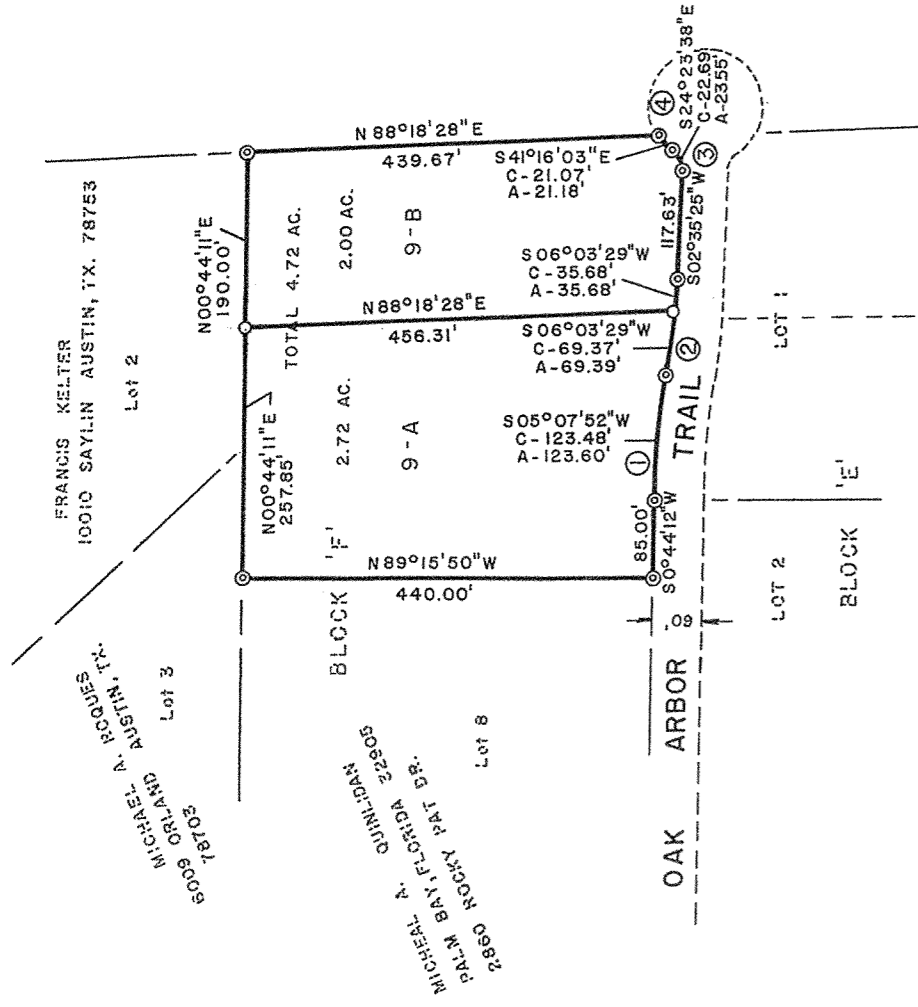 FRANCIS KELTER
10010 SAYLIN AUSTIN, TX. 78753
Lot 2
N 88°18'28" E
439.67'
N00°44'11"E
190.00'
TOTAL 4.72 AC.
2.00 AC.
9-B
S41°16'03"E
C-21.07'
A-21.18'
④
S24°23'38"E
C-22.69'
A-23.55'
③
117.63'
S02°35'25"W
S06°03'29"W
C-35.68'
A-35.68'
N88°18'28"E
456.31'
S06°03'29"W
C-69.37'
A-69.39'
②
N00°44'11"E
257.85'
2.72 AC.
9-A
S05°07'52"W
C-123.48'
A-123.60'
①
85.00'
S0°44'12"W
N89°15'50"W
440.00'
BLOCK 'F'
MICHAEL A. ROQUES
6009 ORLAND AUSTIN, TX.
78703
Lot 3
MICHEAL A. QUINLIDAN
PALM BAY, FLORIDA 32905
2860 ROCKY PAT DR.
Lot 8
60'
OAK ARBOR TRAIL
LOT 1
LOT 2
BLOCK 'E'